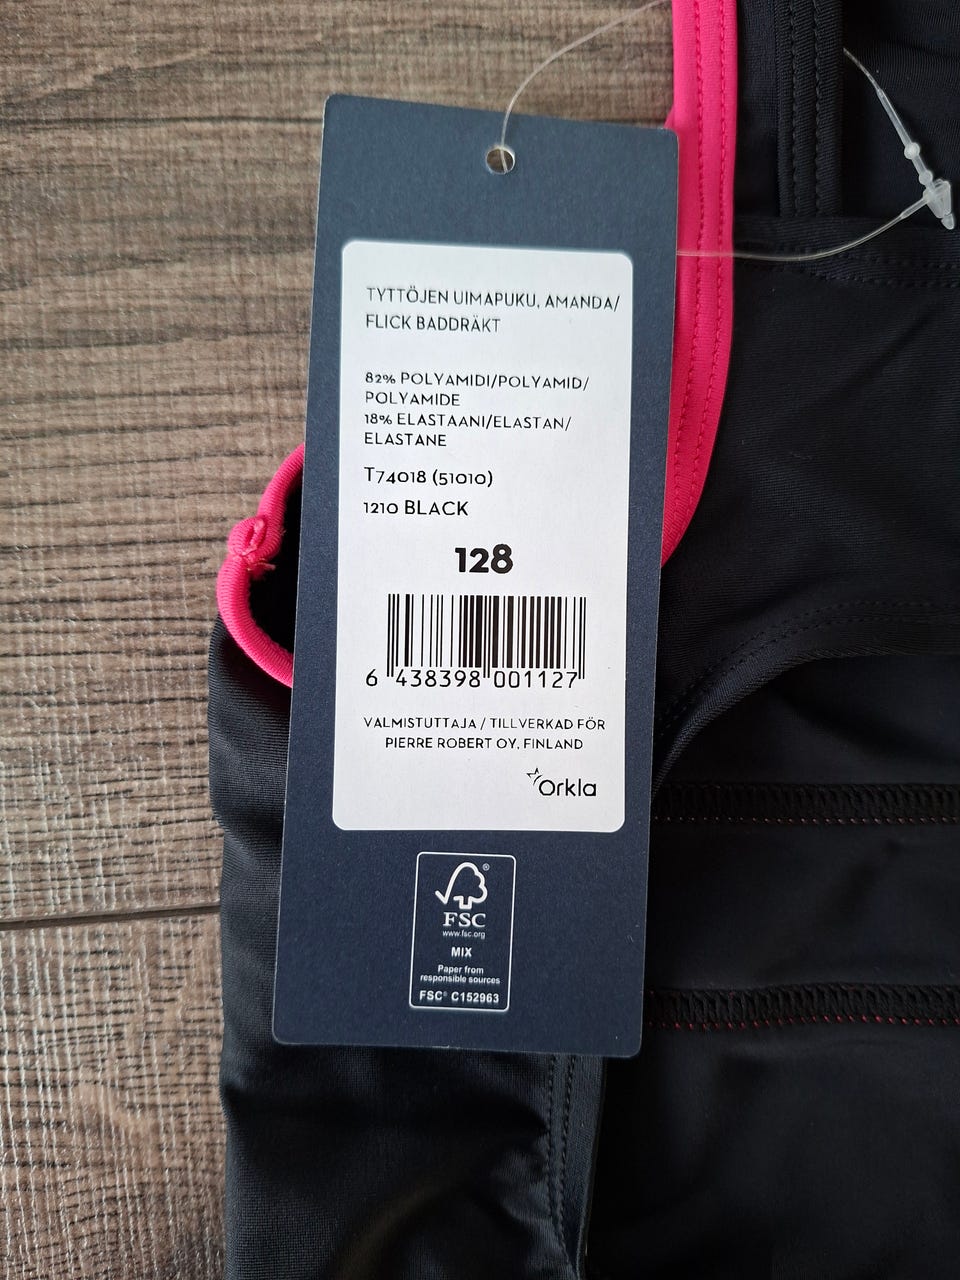 TYTTÖJEN UIMAPUKU, AMANDA/
FLICK BADDRÄKT
82% POLYAMIDI/POLYAMID/
POLYAMIDE
18% ELASTAANI/ELASTAN/
ELASTANE
T74018 (51010)
1210 BLACK
128
6 438398 001127
VALMISTUTTAJA / TILLVERKAD FÖR
PIERRE ROBERT OY, FINLAND
Orkla
®
FSC
www.fsc.org
MIX
Paper from
responsible sources
FSC® C152963